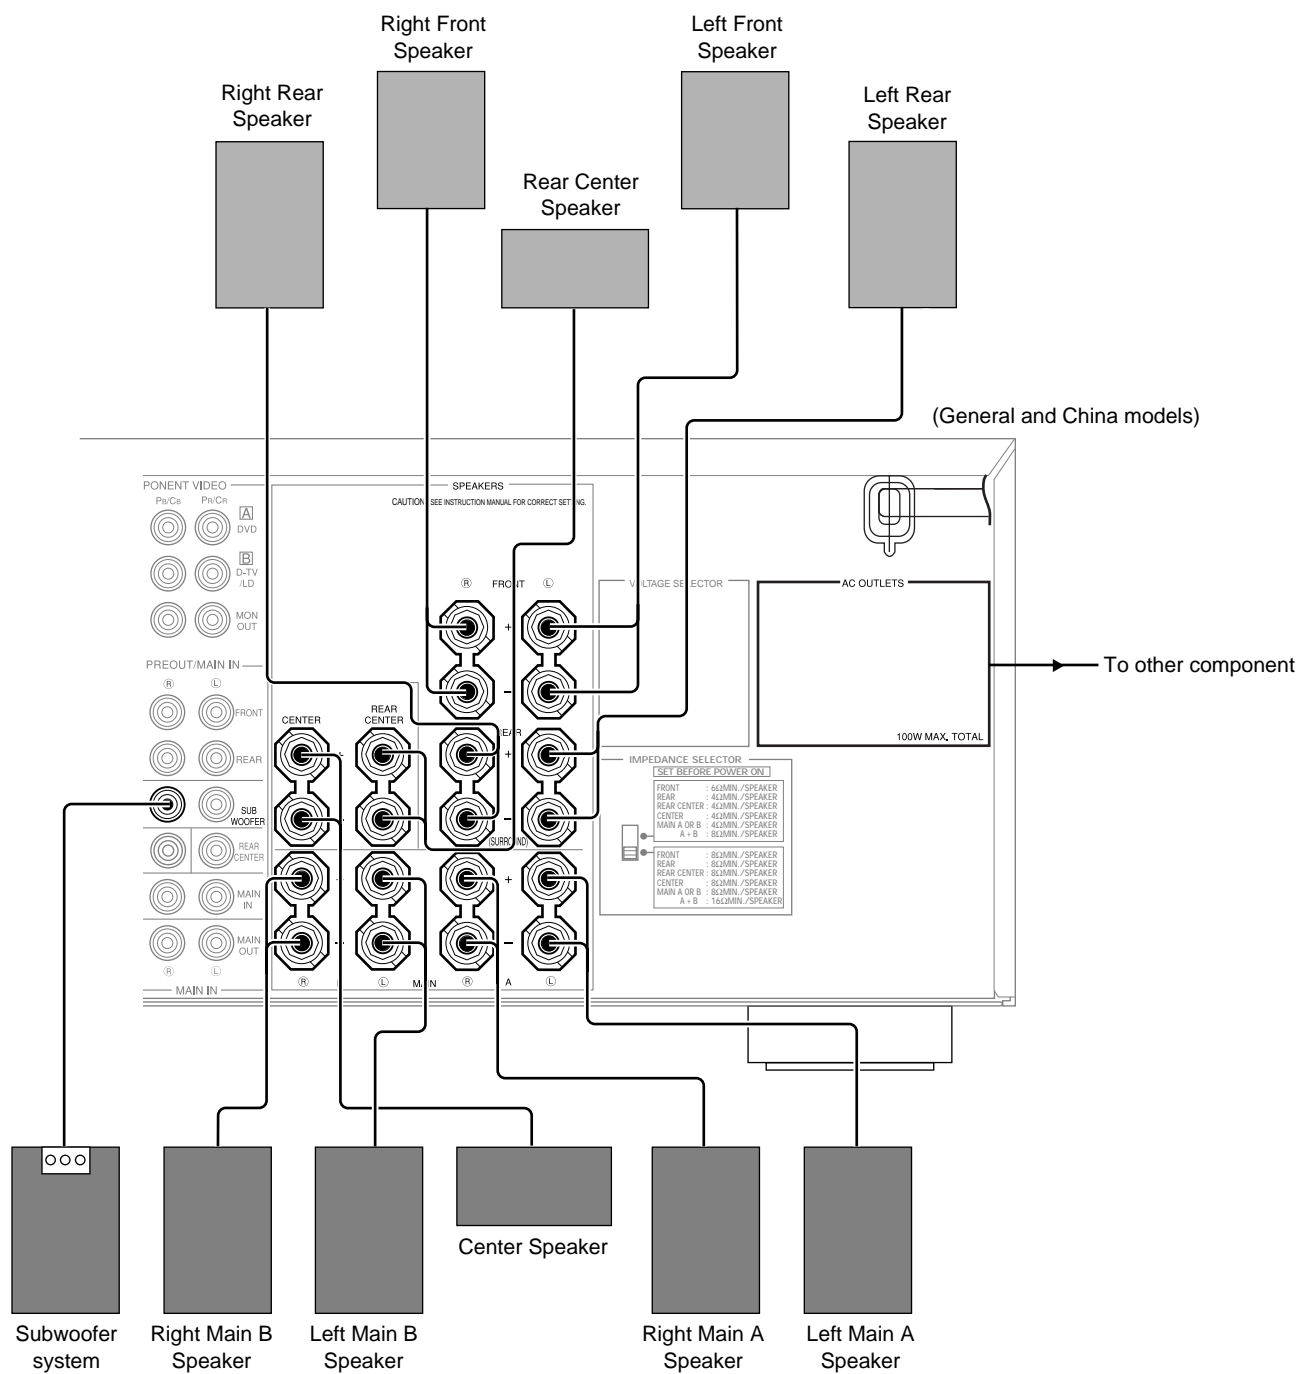 Right Front
Speaker
Left Front
Speaker
Right Rear
Speaker
Left Rear
Speaker
Rear Center
Speaker
(General and China models)
PONENT VIDEO
PB/CB
PR/CR
A
DVD
B
D-TV
/LD
MON
OUT
SPEAKERS
CAUTION SEE INSTRUCTION MANUAL FOR CORRECT SETTING.
R FRONT L
+
–
VOLTAGE SELECTOR
AC OUTLETS
To other component
100W MAX. TOTAL
PREOUT/MAIN IN
R L
FRONT
REAR
SUB
WOOFER
REAR
CENTER
MAIN
IN
MAIN
OUT
R L
MAIN IN
CENTER
REAR
CENTER
EAR
+
–
(SURROUND)
+
–
R L MAIN R A L
IMPEDANCE SELECTOR
SET BEFORE POWER ON
FRONT : 6ΩMIN./SPEAKER
REAR : 4ΩMIN./SPEAKER
REAR CENTER : 4ΩMIN./SPEAKER
CENTER : 4ΩMIN./SPEAKER
MAIN A OR B : 4ΩMIN./SPEAKER
A + B : 8ΩMIN./SPEAKER
FRONT : 8ΩMIN./SPEAKER
REAR : 8ΩMIN./SPEAKER
REAR CENTER : 8ΩMIN./SPEAKER
CENTER : 8ΩMIN./SPEAKER
MAIN A OR B : 8ΩMIN./SPEAKER
A + B : 16ΩMIN./SPEAKER
Center Speaker
Subwoofer
system
Right Main B
Speaker
Left Main B
Speaker
Right Main A
Speaker
Left Main A
Speaker